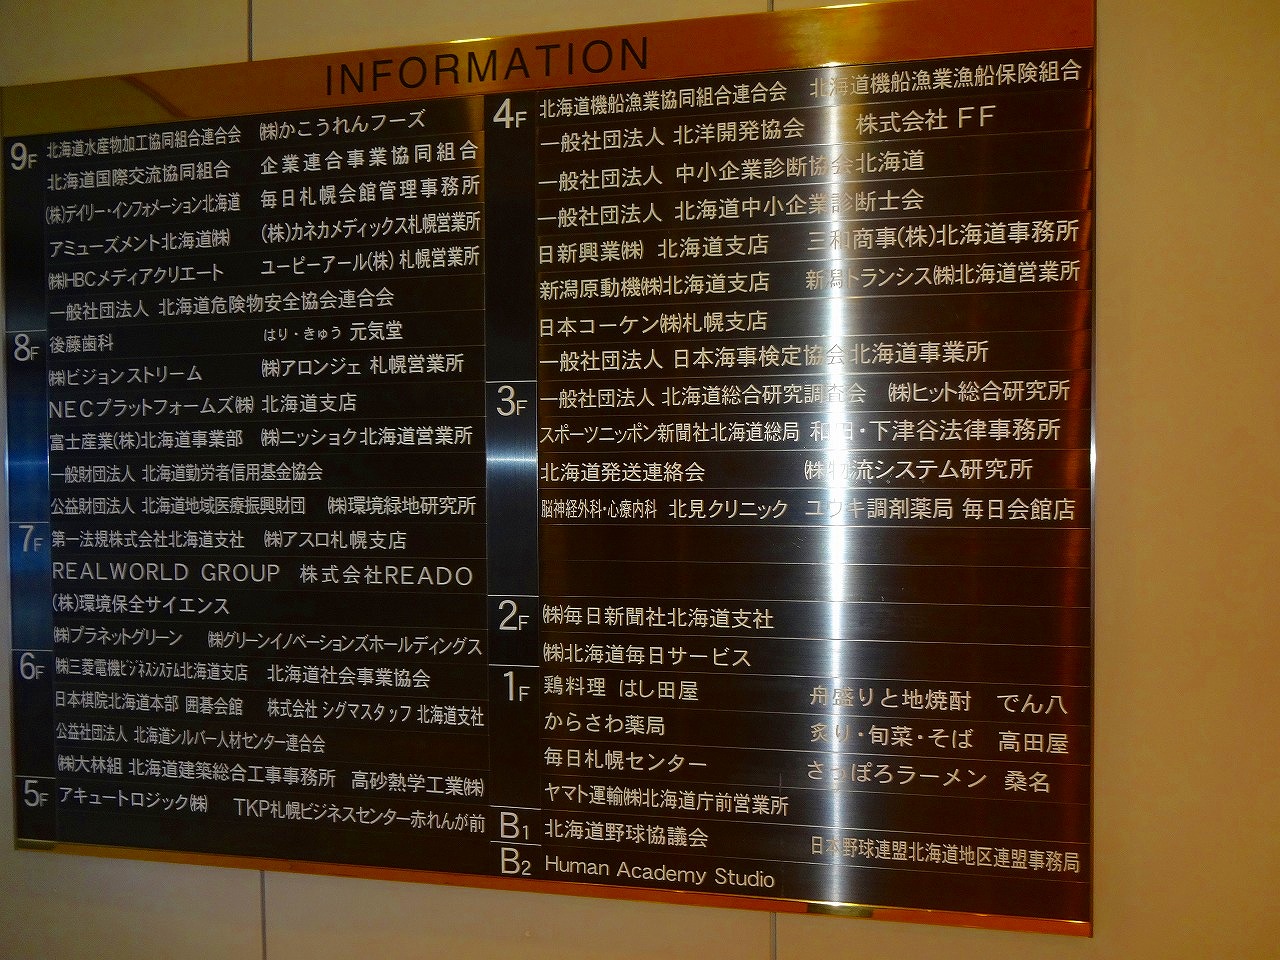 INFORMATION
9F 北海道水産物加工協同組合連合会 ㈱かこうれんフーズ
北海道国際交流協同組合 企業連合事業協同組合
(株)デイリー・インフォメーション北海道 毎日札幌会館管理事務所
アミューズメント北海道㈱ (株)カネカメディックス札幌営業所
㈱HBCメディアクリエート ユーピーアール(株) 札幌営業所
一般社団法人 北海道危険物安全協会連合会
8F 後藤歯科 はり・きゅう 元気堂
㈱ビジョンストリーム ㈱アロンジェ 札幌営業所
NECプラットフォームズ㈱ 北海道支店
富士産業(株)北海道事業部 ㈱ニッショク北海道営業所
一般財団法人 北海道勤労者信用基金協会
公益財団法人 北海道地域医療振興財団 ㈱環境緑地研究所
7F 第一法規株式会社北海道支社 ㈱アスロ札幌支店
REALWORLD GROUP 株式会社READO
(株)環境保全サイエンス
㈱プラネットグリーン ㈱グリーンイノベーションズホールディングス
6F ㈱三菱電機ビジネスシステム北海道支店 北海道社会事業協会
日本棋院北海道本部 囲碁会館 株式会社 シグマスタッフ 北海道支社
公益社団法人 北海道シルバー人材センター連合会
㈱大林組 北海道建築総合工事事務所 高砂熱学工業㈱
5F アキュートロジック㈱ TKP札幌ビジネスセンター赤れんが前
4F 北海道機船漁業協同組合連合会 北海道機船漁業漁船保険組合
一般社団法人 北洋開発協会 株式会社 FF
一般社団法人 中小企業診断協会北海道
一般社団法人 北海道中小企業診断士会
日新興業㈱ 北海道支店 三和商事(株)北海道事務所
新潟原動機㈱北海道支店 新潟トランシス㈱北海道営業所
日本コーケン㈱札幌支店
一般社団法人 日本海事検定協会北海道事業所
3F 一般社団法人 北海道総合研究調査会 ㈱ヒット総合研究所
スポーツニッポン新聞社北海道総局 和田・下津谷法律事務所
北海道発送連絡会 ㈱物流システム研究所
脳神経外科・心療内科 北見クリニック ユウキ調剤薬局 毎日会館店
2F ㈱毎日新聞社北海道支社
㈱北海道毎日サービス
1F 鶏料理 はし田屋 舟盛りと地焼酎 でん八
からさわ薬局 炙り・旬菜・そば 高田屋
毎日札幌センター さっぽろラーメン 桑名
ヤマト運輸㈱北海道庁前営業所
B1 北海道野球協議会 日本野球連盟北海道地区連盟事務局
B2 Human Academy Studio